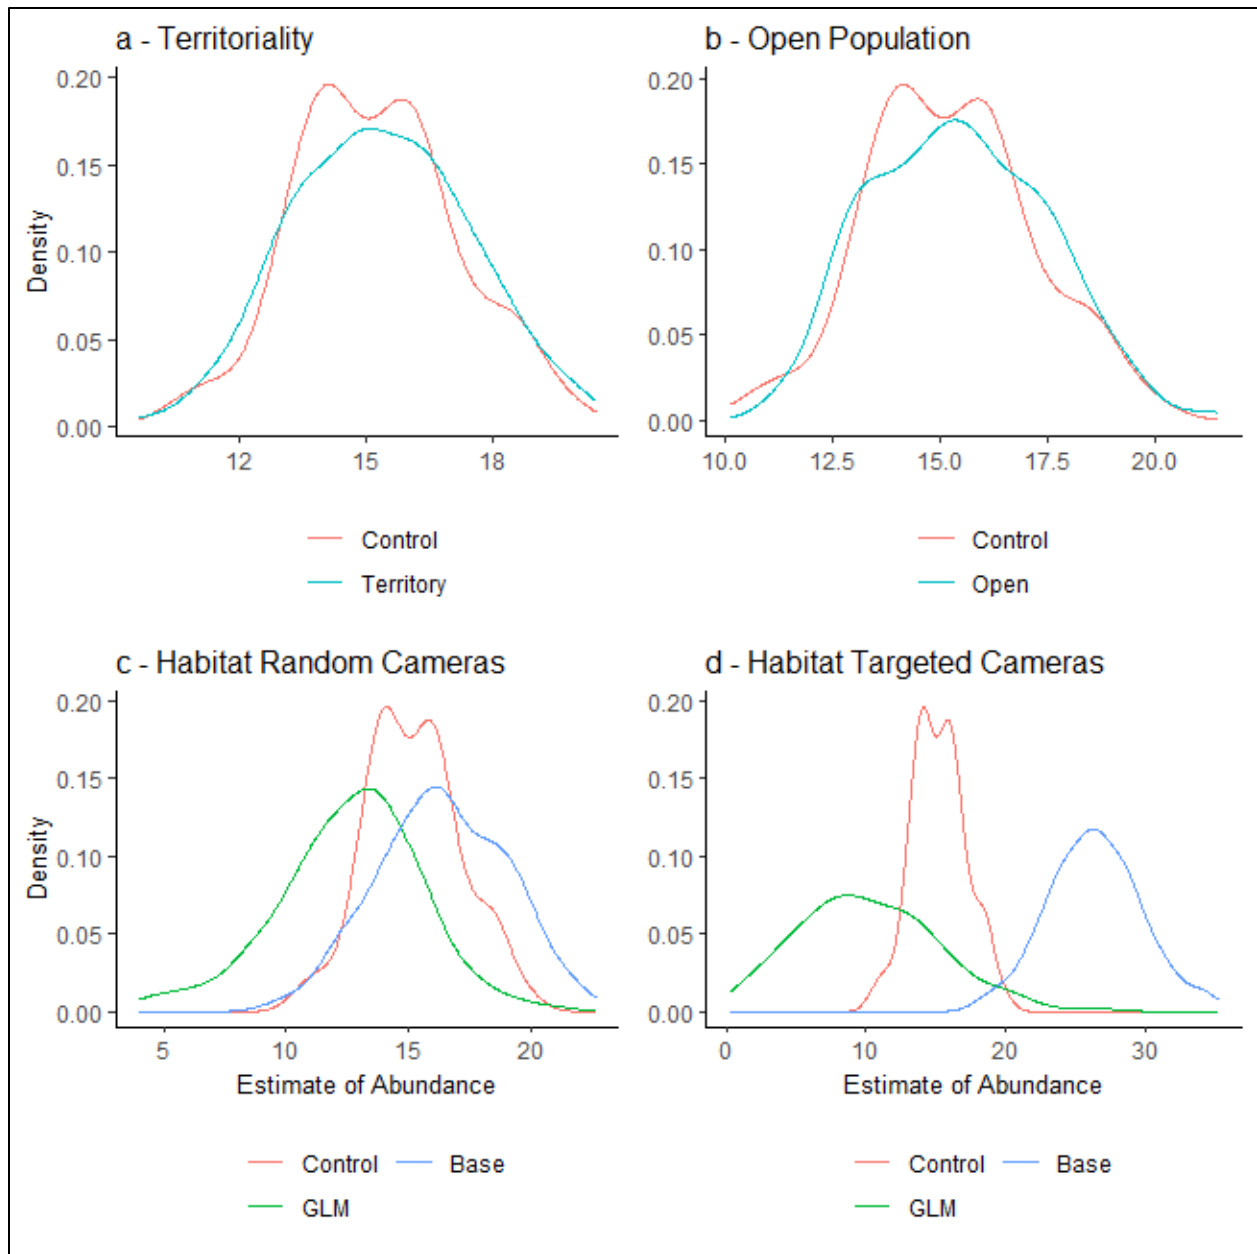 a - Territoriality
0.20
0.15
0.10
0.05
0.00
Density
12 15 18
Control
Territory
b - Open Population
0.20
0.15
0.10
0.05
0.00
10.0 12.5 15.0 17.5 20.0
Control
Open
c - Habitat Random Cameras
0.20
0.15
0.10
0.05
0.00
Density
5 10 15 20
Estimate of Abundance
Control Base
GLM
d - Habitat Targeted Cameras
0.20
0.15
0.10
0.05
0.00
0 10 20 30
Estimate of Abundance
Control Base
GLM